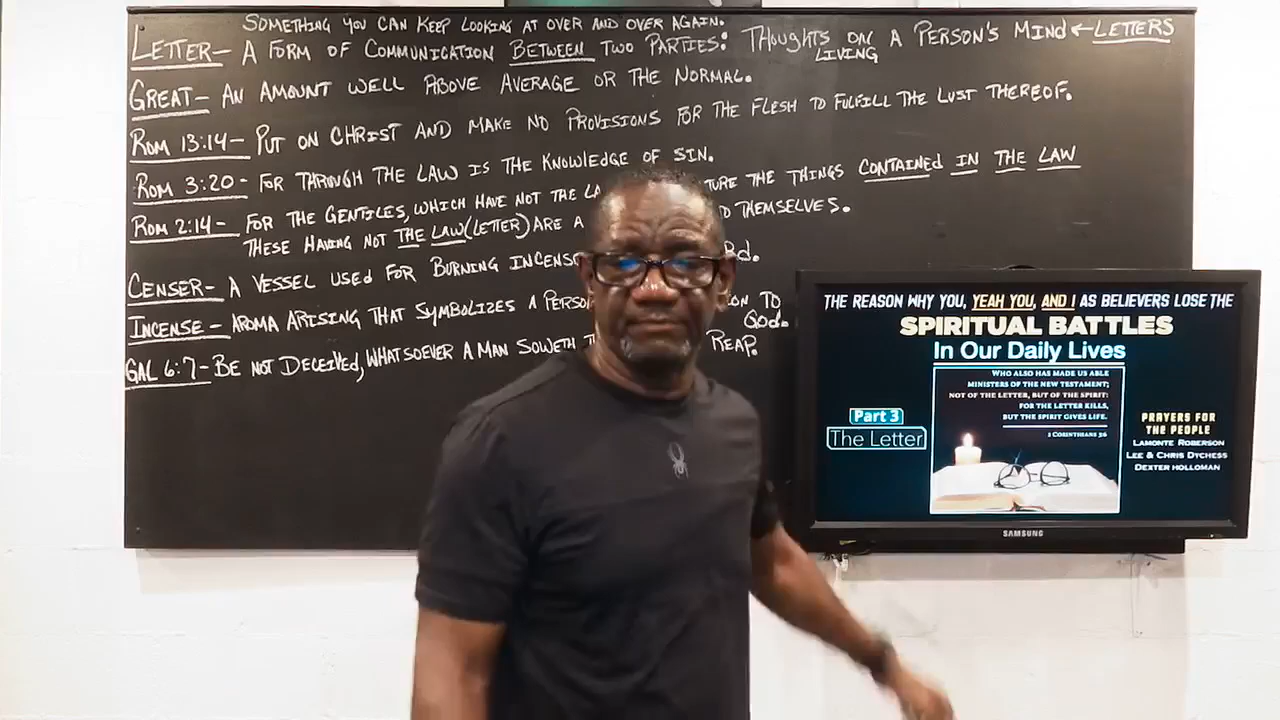 SOMETHING YOU CAN KEEP LOOKING AT OVER AND OVER AGAIN.
LETTER- A FORM OF COMMUNICATION BETWEEN TWO PARTIES: THOUGHTS ON A PERSON'S MIND ← LETTERS
LIVING
GREAT- AN AMOUNT WELL ABOVE AVERAGE OR THE NORMAL.
ROM 13:14- PUT ON CHRIST AND MAKE NO PROVISIONS FOR THE FLESH TO FULFILL THE LUST THEREOF.
ROM 3:20- FOR THROUGH THE LAW IS THE KNOWLEDGE OF SIN.
ROM 2:14- FOR THE GENTILES, WHICH HAVE NOT THE THE THINGS CONTAINED IN THE LAW
THESE HAVING NOT THE LAW (LETTER) ARE A THEMSELVES.
CENSER- A VESSEL USED FOR BURNING
INCENSE- AROMA ARISING THAT SYMBOLIZES A TO
GOD.
GAL 6:7- BE NOT DECEIVED, WHATSOEVER A MAN SOWETH REAP.
THE REASON WHY YOU, YEAH YOU, AND I AS BELIEVERS LOSE THE
SPIRITUAL BATTLES
In Our Daily Lives
WHO ALSO HAS MADE US ABLE
MINISTERS OF THE NEW TESTAMENT;
NOT OF THE LETTER, BUT OF THE SPIRIT:
FOR THE LETTER KILLS,
BUT THE SPIRIT GIVES LIFE.
2 CORINTHIANS 3:6
Part 3
The Letter
PRAYERS FOR
THE PEOPLE
LAMONTE ROBERSON
LEE & CHRIS DYCHESS
DEXTER HOLLOMAN
SAMSUNG